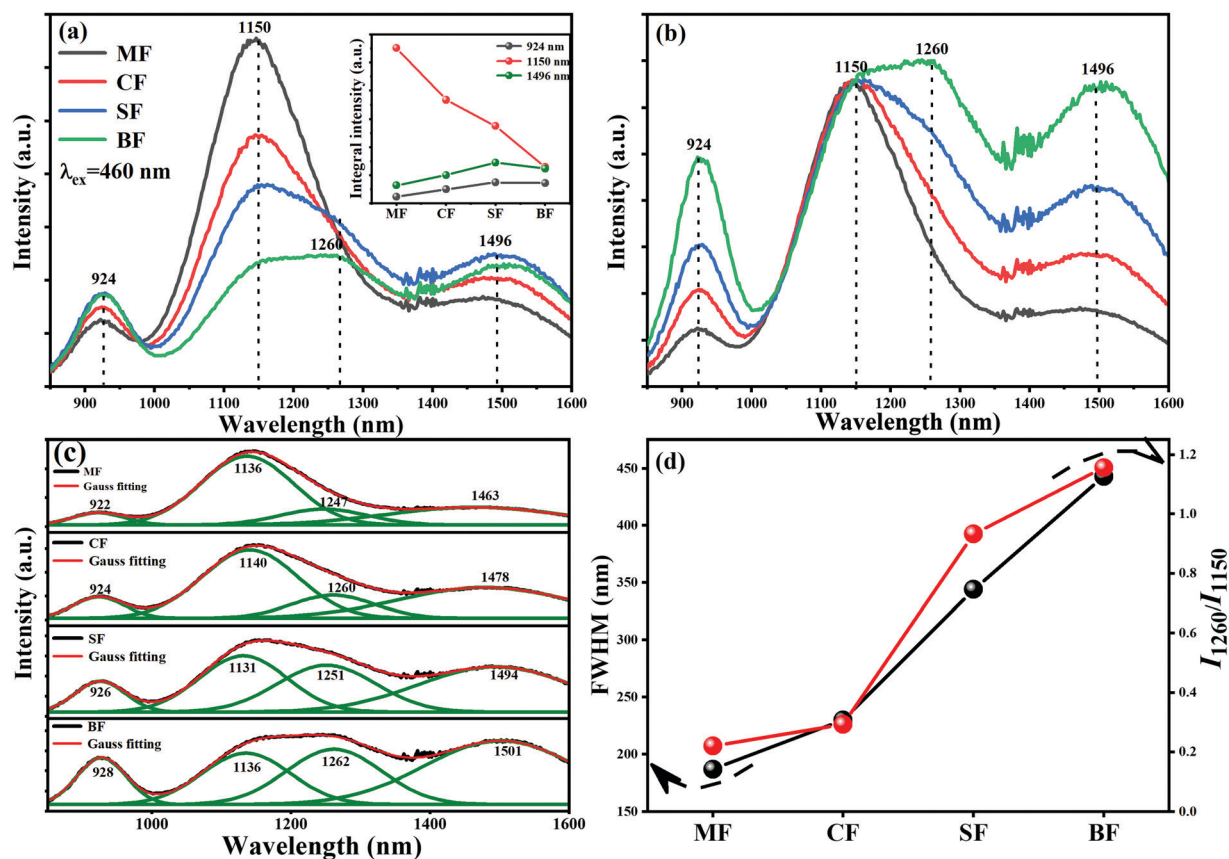 (a)
1150
MF
CF
SF
BF
λex=460 nm
924
1260
1496
Intensity (a.u.)
900 1000 1100 1200 1300 1400 1500 1600
Wavelength (nm)
924 nm
1150 nm
1496 nm
Integral intensity (a.u.)
MF CF SF BF
(b)
924
1150
1260
1496
Intensity (a.u.)
900 1000 1100 1200 1300 1400 1500 1600
Wavelength (nm)
(c)
MF
Gauss fitting
922
1136
1247
1463
CF
Gauss fitting
924
1140
1260
1478
SF
Gauss fitting
926
1131
1251
1494
BF
Gauss fitting
928
1136
1262
1501
Intensity (a.u.)
1000 1200 1400 1600
Wavelength (nm)
(d)
450
400
350
300
250
200
150
FWHM (nm)
1.2
1.0
0.8
0.6
0.4
0.2
0.0
I1260/I1150
MF CF SF BF